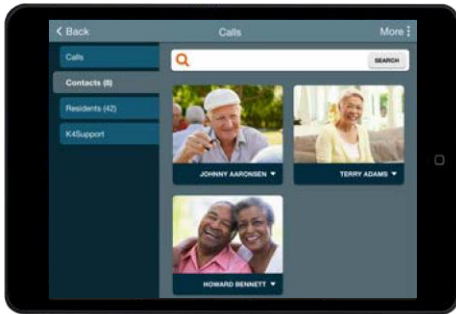 Back
Calls
More
Calls
SEARCH
Contacts (8)
Residents (42)
K4Support
JOHNNY AARONSEN
TERRY ADAMS
HOWARD BENNETT